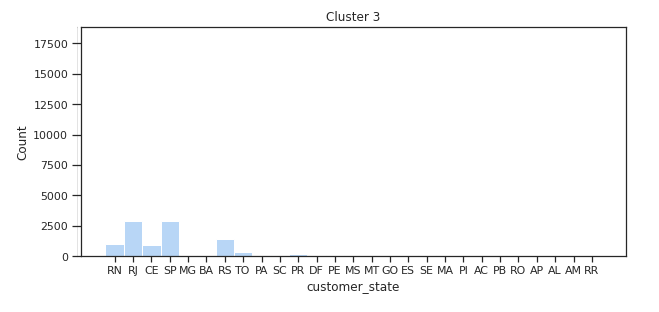 Cluster 3
17500
15000
12500
10000
7500
5000
2500
0
Count
RN RJ CE SP MG BA RS TO PA SC PR DF PE MS MT GO ES SE MA PI AC PB RO AP AL AM RR
customer_state